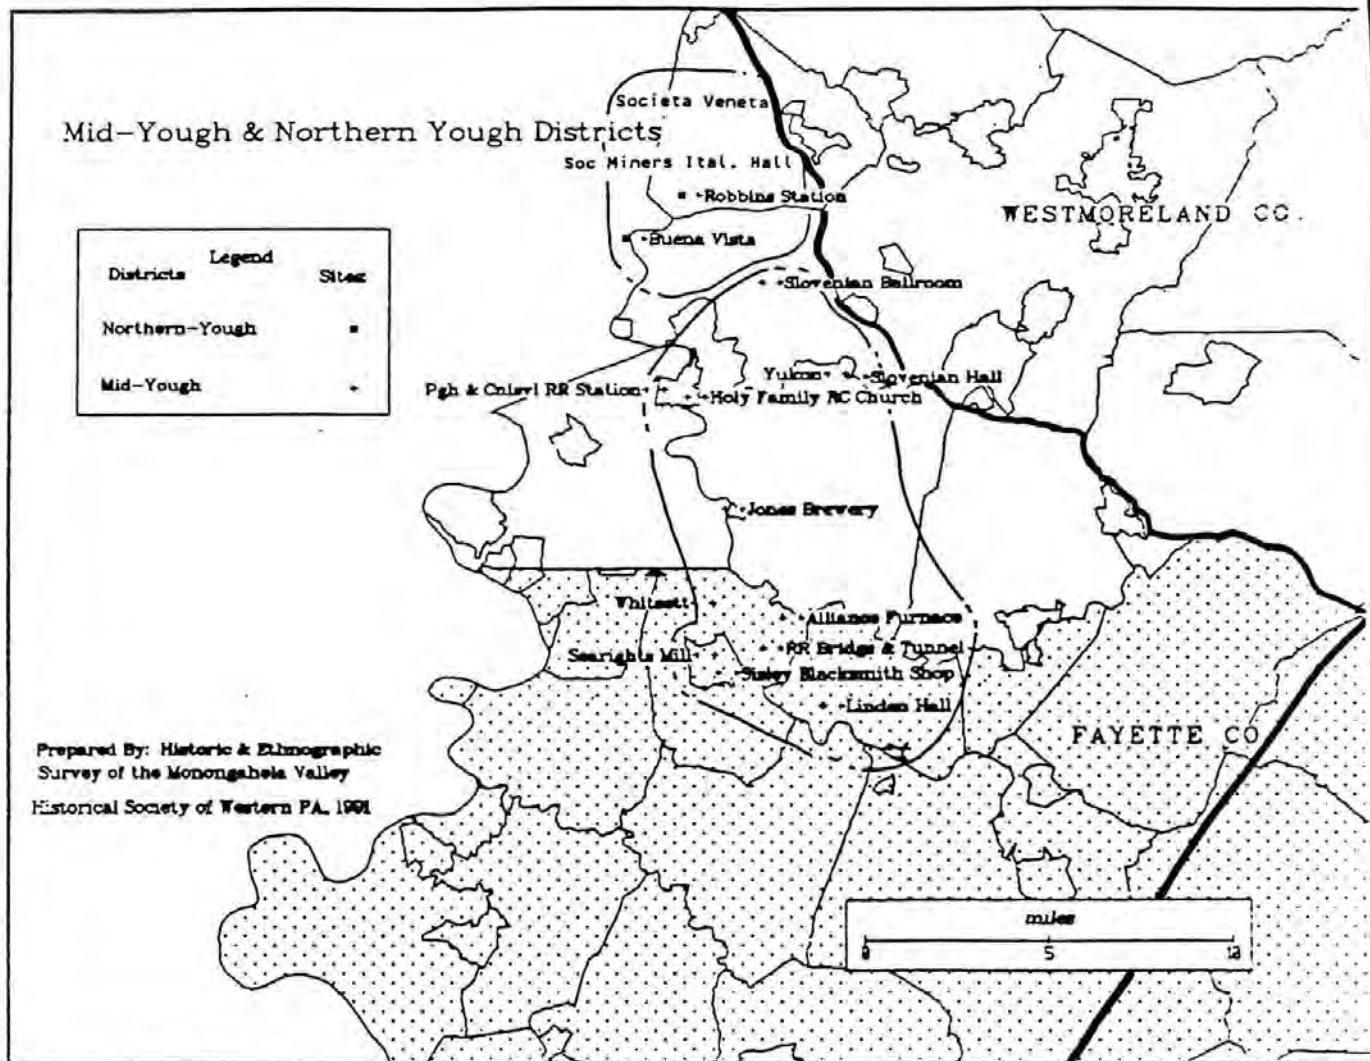 Societa Veneta
Mid-Yough & Northern Yough Districts
Soc Miners Ital. Hall
Robbins Station
WESTMORELAND CO.
Buena Vista
Legend
Districts Sites
Northern-Yough
Mid-Yough
Slovenian Ballroom
Yukon
Slovenian Hall
Pgh & Cnlsvl RR Station
Holy Family RC Church
Jones Brewery
Whitsett
Alliance Furnace
Searights Mill
RR Bridge & Tunnel
Sisley Blacksmith Shop
Linden Hall
FAYETTE CO
Prepared By: Historic & Ethnographic
Survey of the Monongahela Valley
Historical Society of Western PA, 1991
miles
0 5 10